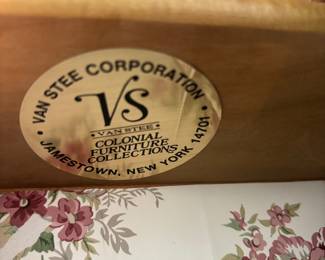 VAN STEE CORPORATION
VS
• VAN STEE •
COLONIAL
FURNITURE
COLLECTIONS
• JAMESTOWN, NEW YORK 14701 •